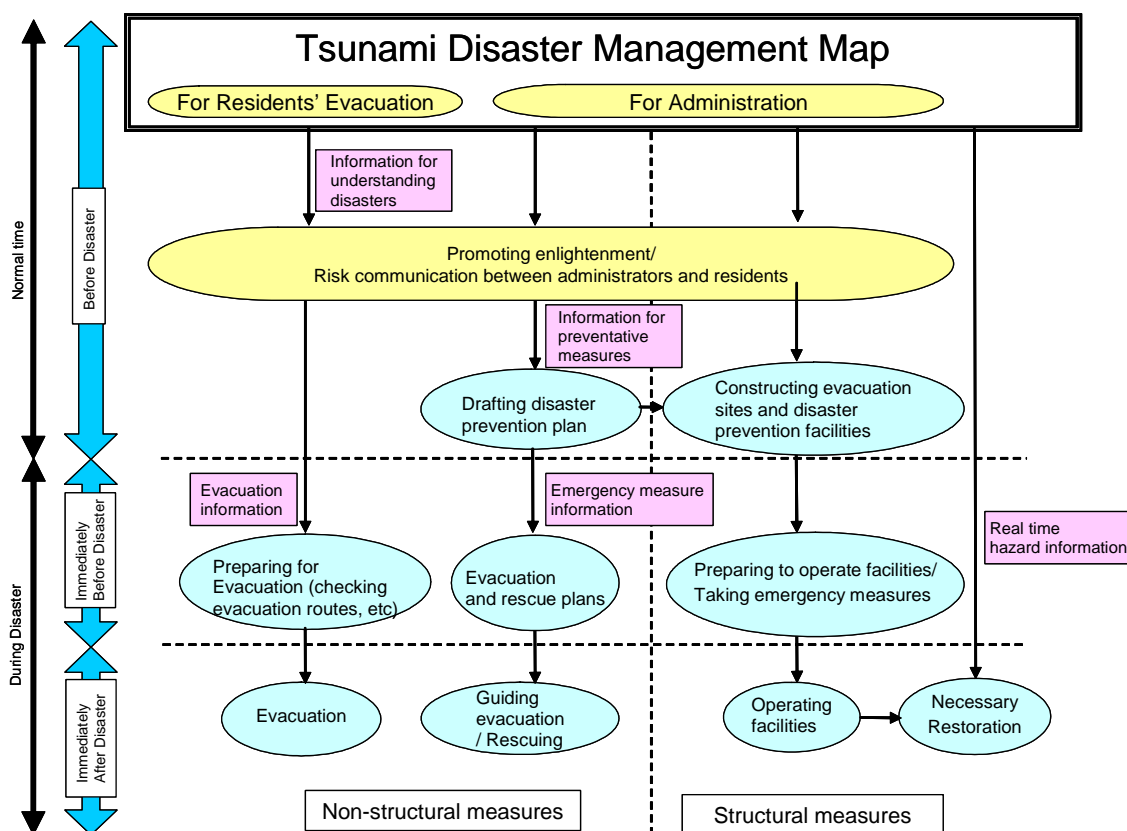 Tsunami Disaster Management Map
For Residents' Evacuation
For Administration
Information for
understanding
disasters
Normal time
Before Disaster
Promoting enlightenment/
Risk communication between administrators and residents
Information for
preventative
measures
Drafting disaster
prevention plan
Constructing evacuation
sites and disaster
prevention facilities
During Disaster
Immediately
Before Disaster
Evacuation
information
Emergency measure
information
Real time
hazard information
Preparing for
Evacuation (checking
evacuation routes, etc)
Evacuation
and rescue plans
Preparing to operate facilities/
Taking emergency measures
Immediately
After Disaster
Evacuation
Guiding
evacuation
/ Rescuing
Operating
facilities
Necessary
Restoration
Non-structural measures
Structural measures